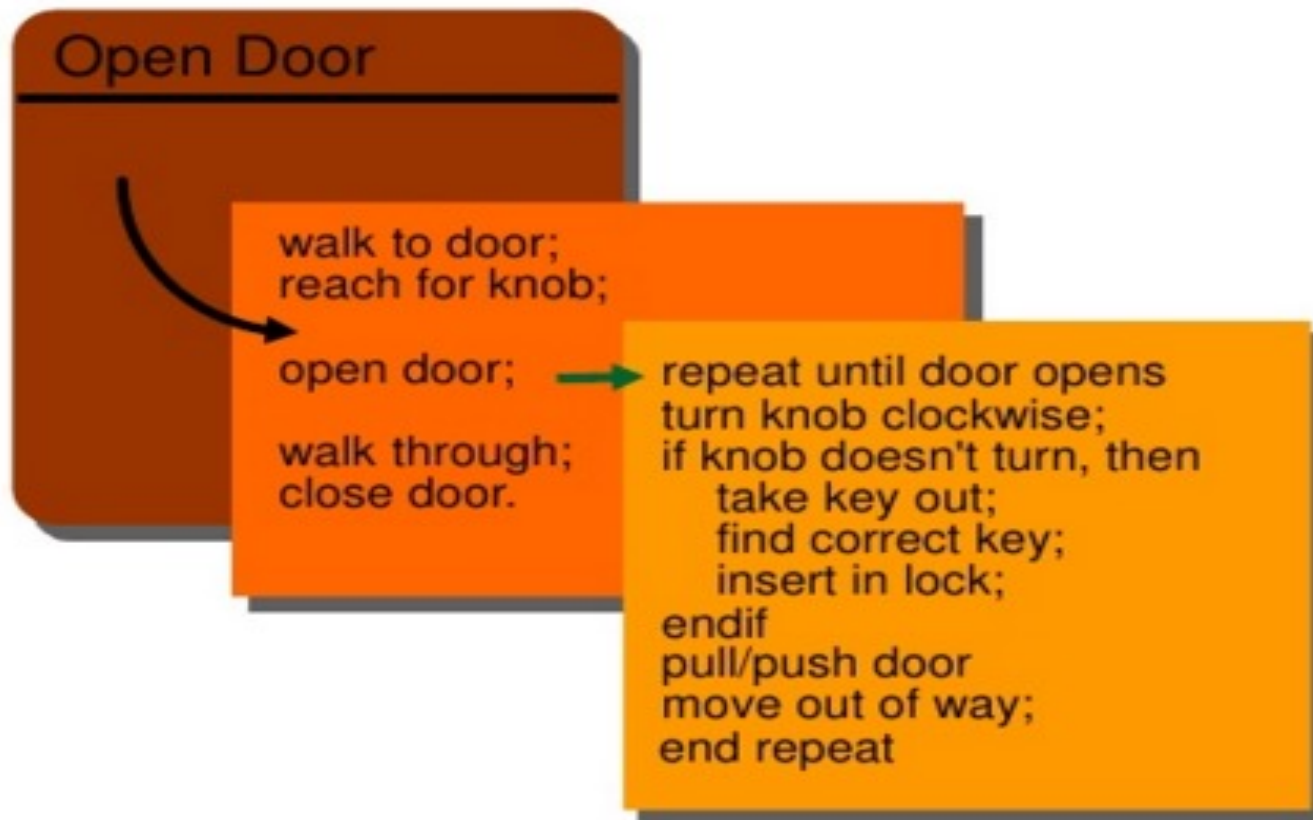 Open Door
walk to door;
reach for knob;
open door;
walk through;
close door.
repeat until door opens
turn knob clockwise;
if knob doesn't turn, then
take key out;
find correct key;
insert in lock;
endif
pull/push door
move out of way;
end repeat